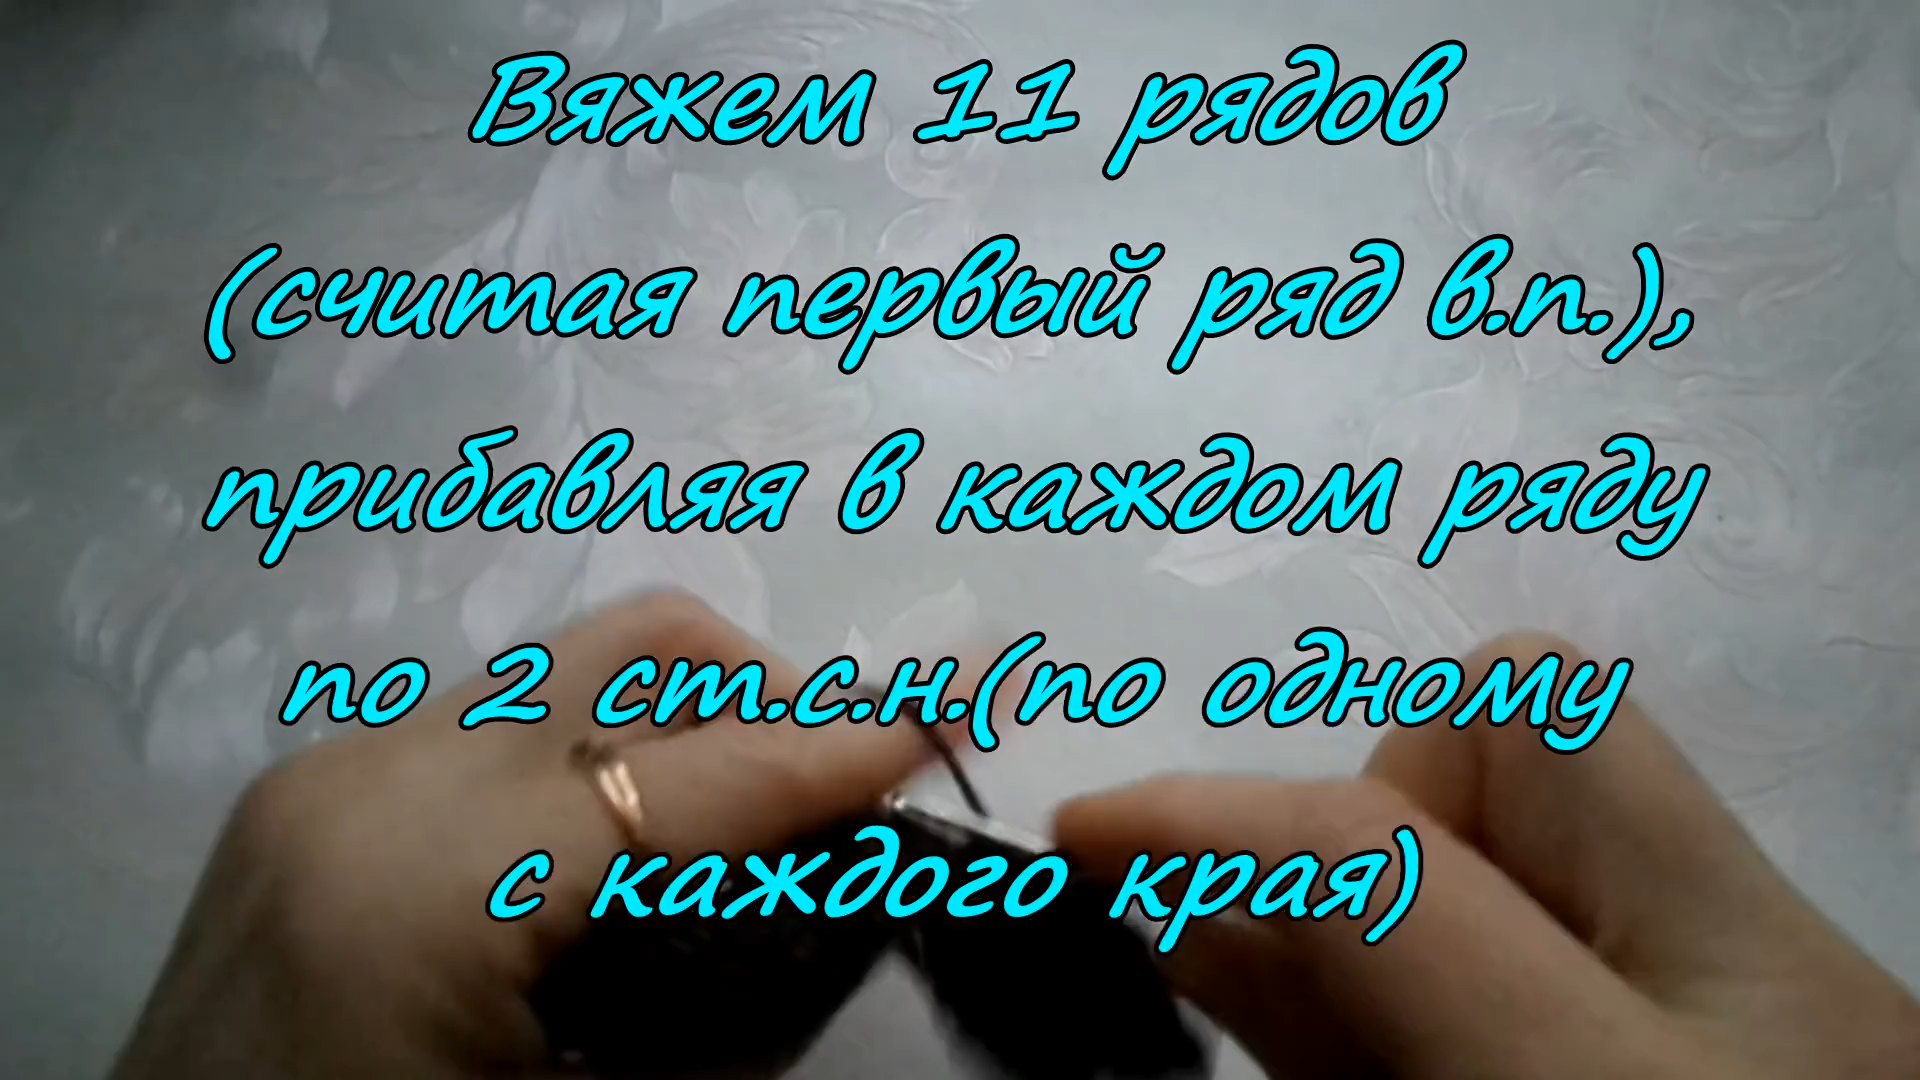 Вяжем 11 рядов
(считая первый ряд в.п.),
прибавляя в каждом ряду
по 2 ст.с.н.(по одному
с каждого края)